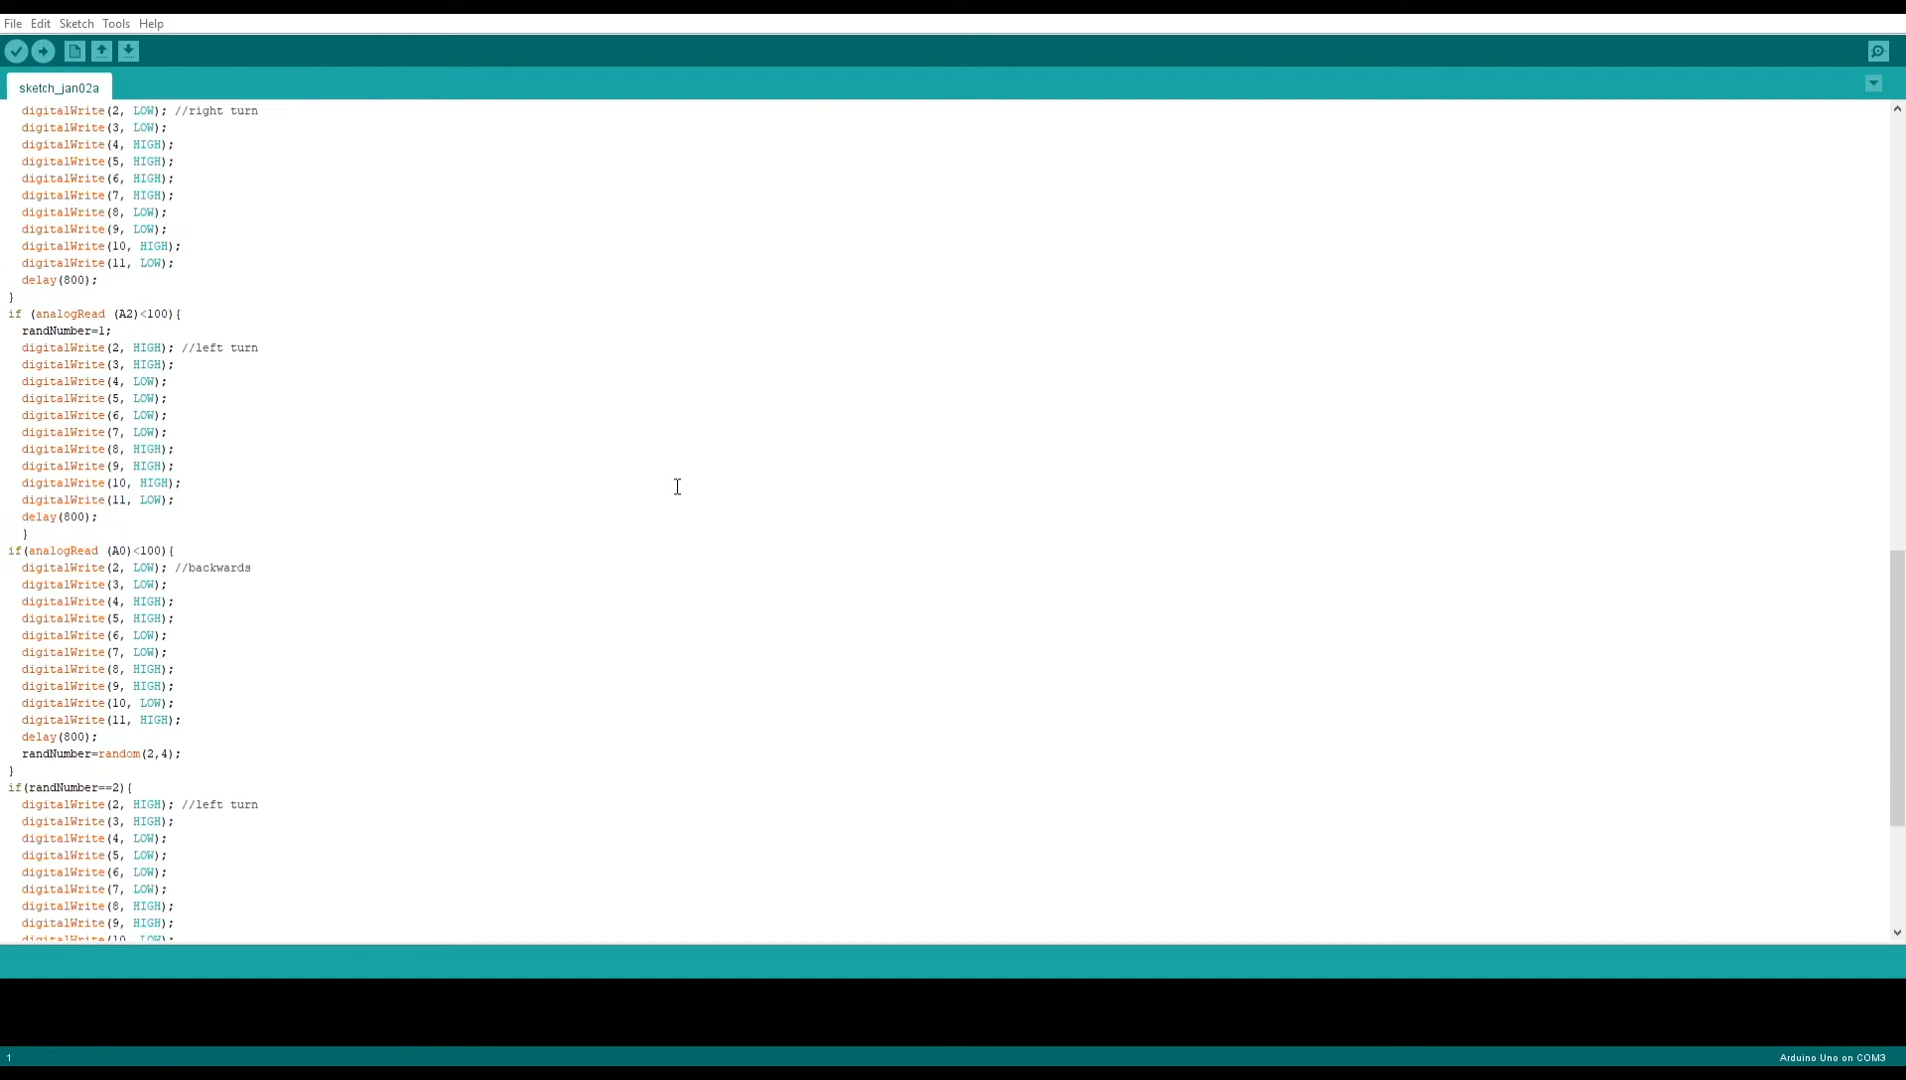 File Edit Sketch Tools Help
sketch_jan02a
digitalWrite(2, LOW); //right turn
digitalWrite(3, LOW);
digitalWrite(4, HIGH);
digitalWrite(5, HIGH);
digitalWrite(6, HIGH);
digitalWrite(7, HIGH);
digitalWrite(8, LOW);
digitalWrite(9, LOW);
digitalWrite(10, HIGH);
digitalWrite(11, LOW);
delay(800);
}
if (analogRead (A2)<100){
randNumber=1;
digitalWrite(2, HIGH); //left turn
digitalWrite(3, HIGH);
digitalWrite(4, LOW);
digitalWrite(5, LOW);
digitalWrite(6, LOW);
digitalWrite(7, LOW);
digitalWrite(8, HIGH);
digitalWrite(9, HIGH);
digitalWrite(10, HIGH);
digitalWrite(11, LOW);
delay(800);
}
if(analogRead (A0)<100){
digitalWrite(2, LOW); //backwards
digitalWrite(3, LOW);
digitalWrite(4, HIGH);
digitalWrite(5, HIGH);
digitalWrite(6, LOW);
digitalWrite(7, LOW);
digitalWrite(8, HIGH);
digitalWrite(9, HIGH);
digitalWrite(10, LOW);
digitalWrite(11, HIGH);
delay(800);
randNumber=random(2,4);
}
if(randNumber==2){
digitalWrite(2, HIGH); //left turn
digitalWrite(3, HIGH);
digitalWrite(4, LOW);
digitalWrite(5, LOW);
digitalWrite(6, LOW);
digitalWrite(7, LOW);
digitalWrite(8, HIGH);
digitalWrite(9, HIGH);
digitalWrite(10, LOW);
1
Arduino Uno on COM3